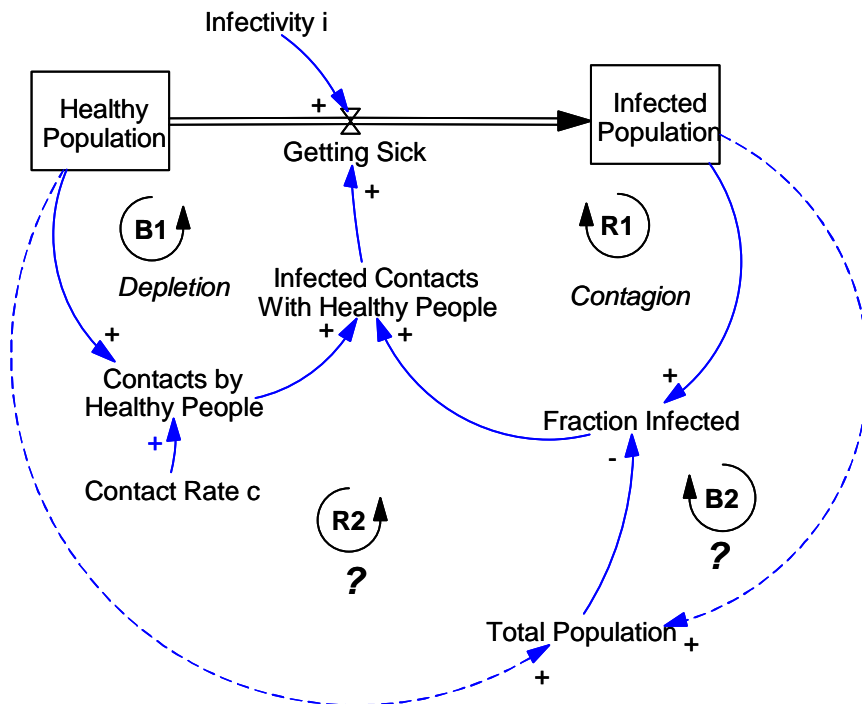 Infectivity i
Healthy
Population
Infected
Population
+
Getting Sick
+
B1
R1
Depletion
Infected Contacts
With Healthy People
Contagion
+
+
+
Contacts by
Healthy People
+
Fraction Infected
+
-
Contact Rate c
R2
B2
?
?
Total Population
+
+